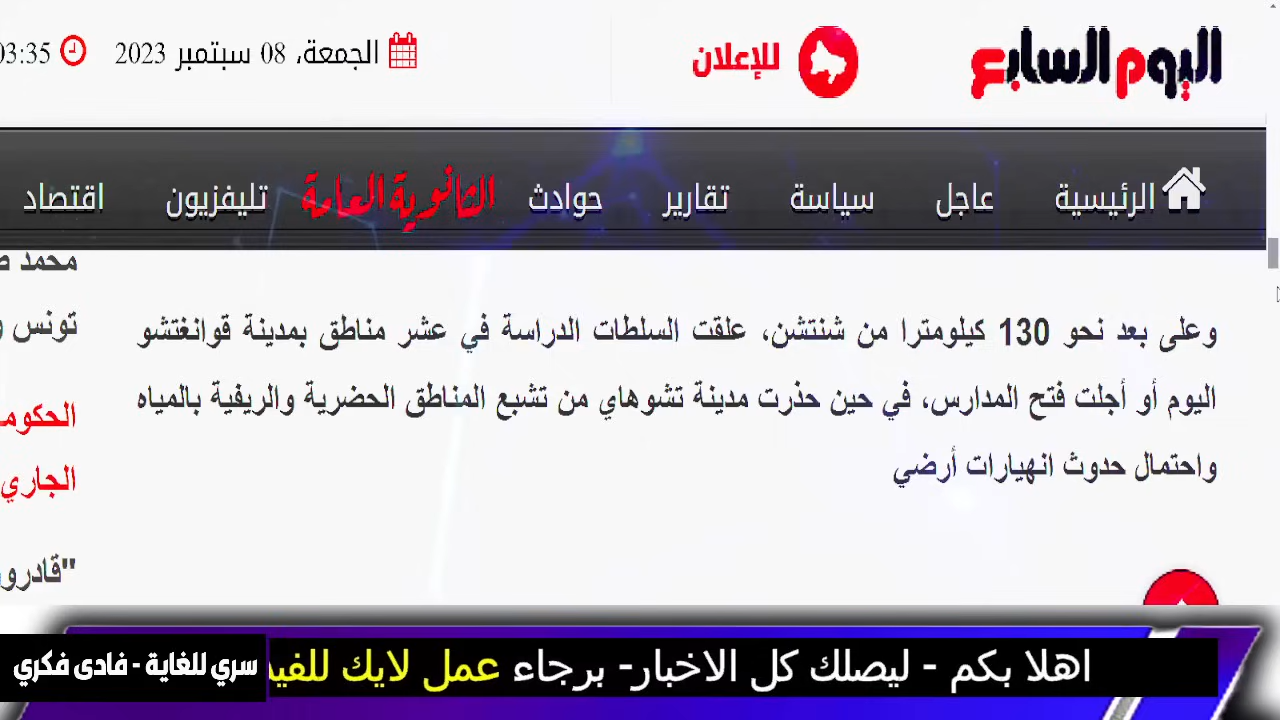 اليوم السابع
للإعلان
الجمعة، 08 سبتمبر 2023
03:35
الرئيسية عاجل سياسة تقارير حوادث الثانوية العامة تليفزيون اقتصاد
وعلى بعد نحو 130 كيلومترا من شنتشن، علقت السلطات الدراسة في عشر مناطق بمدينة قوانغتشو
اليوم أو أجلت فتح المدارس، في حين حذرت مدينة تشوهاي من تشبع المناطق الحضرية والريفية بالمياه
واحتمال حدوث انهيارات أرضي
محمد
تونس
الجاري
اهلا بكم - ليصلك كل الاخبار- برجاء عمل لايك
سري للغاية - فادى فكري